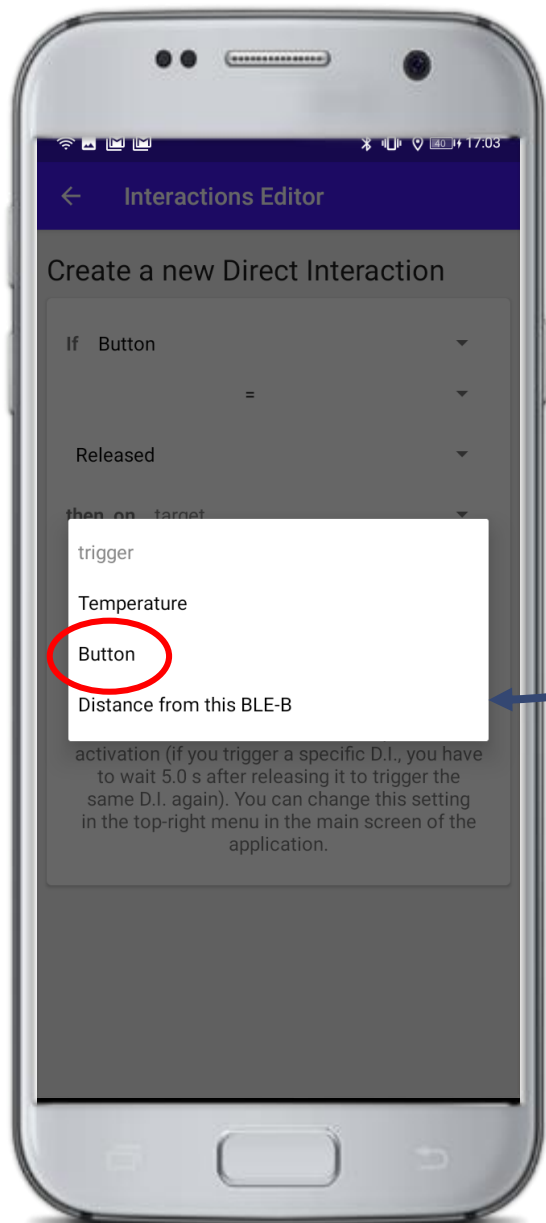 40 17:03
Interactions Editor
Create a new Direct Interaction
If Button
=
Released
then on target
trigger
Temperature
Button
Distance from this BLE-B
activation (if you trigger a specific D.I., you have
to wait 5.0 s after releasing it to trigger the
same D.I. again). You can change this setting
in the top-right menu in the main screen of the
application.